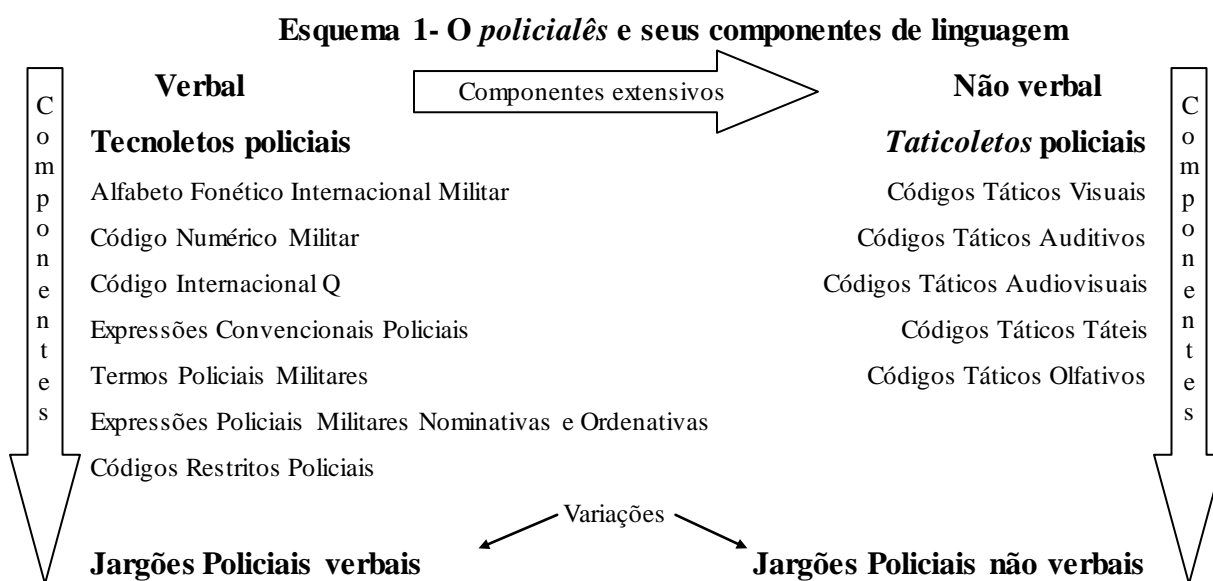 Esquema 1- O policialês e seus componentes de linguagem
Componentes
Verbal
Componentes extensivos
Não verbal
Componentes
Tecnoletos policiais
Taticoletos policiais
Alfabeto Fonético Internacional Militar
Códigos Táticos Visuais
Código Numérico Militar
Códigos Táticos Auditivos
Código Internacional Q
Códigos Táticos Audiovisuais
Expressões Convencionais Policiais
Códigos Táticos Táteis
Termos Policiais Militares
Códigos Táticos Olfativos
Expressões Policiais Militares Nominativas e Ordenativas
Códigos Restritos Policiais
Variações
Jargões Policiais verbais
Jargões Policiais não verbais